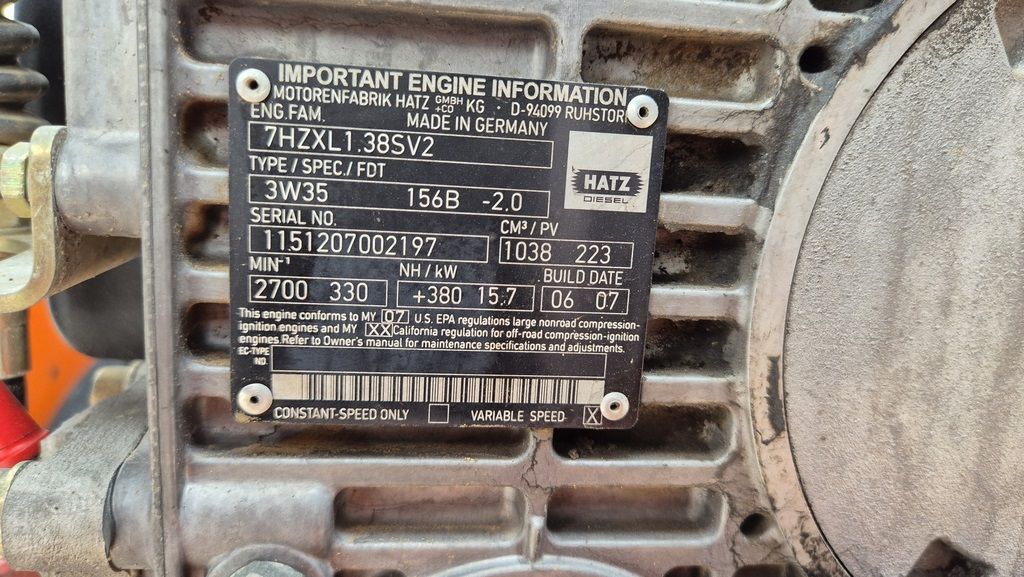 IMPORTANT ENGINE INFORMATION
MOTORENFABRIK HATZ GMBH +CO KG · D-94099 RUHSTORF
ENG.FAM. MADE IN GERMANY
7HZXL1.38SV2
TYPE / SPEC./ FDT
3W35 156B -2,0
HATZ
DIESEL
SERIAL NO. CM³ / PV
1151207002197 1038 223
MIN⁻¹ NH / kW BUILD DATE
2700 330 +380 15.7 06 07
This engine conforms to MY 07 U.S. EPA regulations large nonroad compression-
ignition engines and MY XX California regulation for off-road compression-ignition
engines.Refer to Owner's manual for maintenance specifications and adjustments.
EC-TYPE
NO.
CONSTANT-SPEED ONLY VARIABLE SPEED X